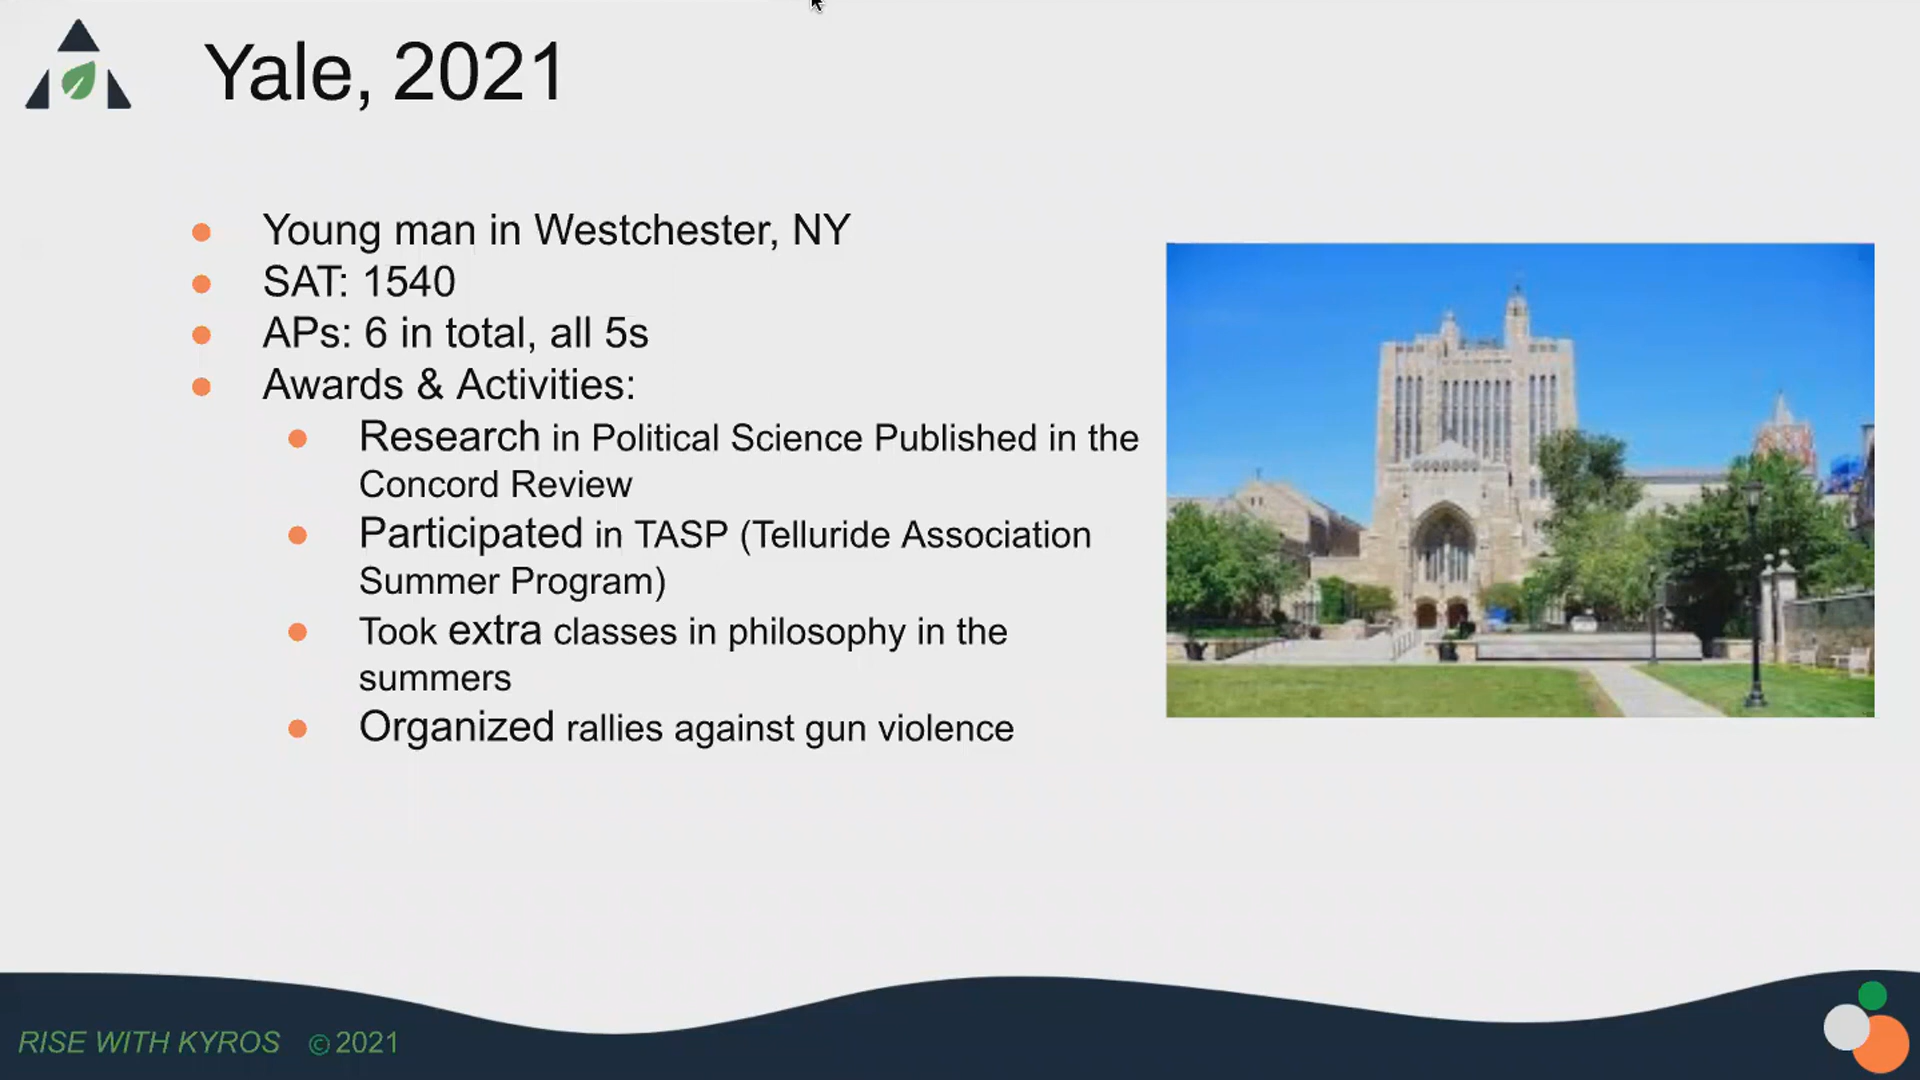 Yale, 2021
Young man in Westchester, NY
SAT: 1540
APs: 6 in total, all 5s
Awards & Activities:
Research in Political Science Published in the
Concord Review
Participated in TASP (Telluride Association
Summer Program)
Took extra classes in philosophy in the
summers
Organized rallies against gun violence
RISE WITH KYROS © 2021